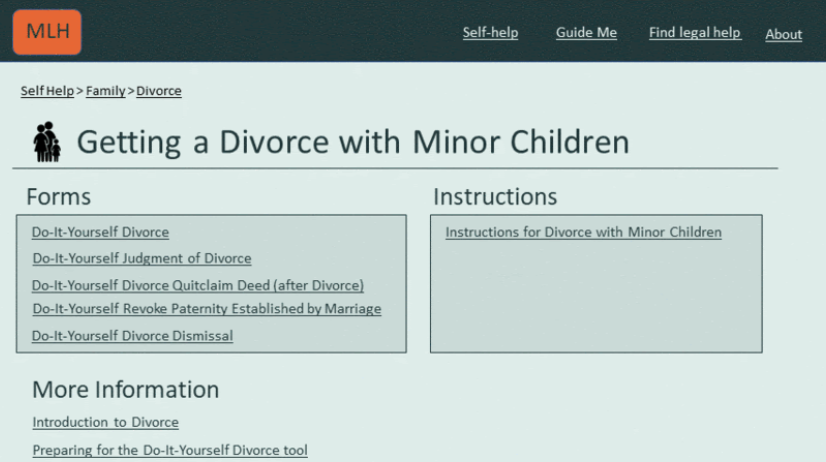 MLH
Self-help Guide Me Find legal help About
Self Help > Family > Divorce
Getting a Divorce with Minor Children
Forms
Do-It-Yourself Divorce
Do-It-Yourself Judgment of Divorce
Do-It-Yourself Divorce Quitclaim Deed (after Divorce)
Do-It-Yourself Revoke Paternity Established by Marriage
Do-It-Yourself Divorce Dismissal
Instructions
Instructions for Divorce with Minor Children
More Information
Introduction to Divorce
Preparing for the Do-It-Yourself Divorce tool